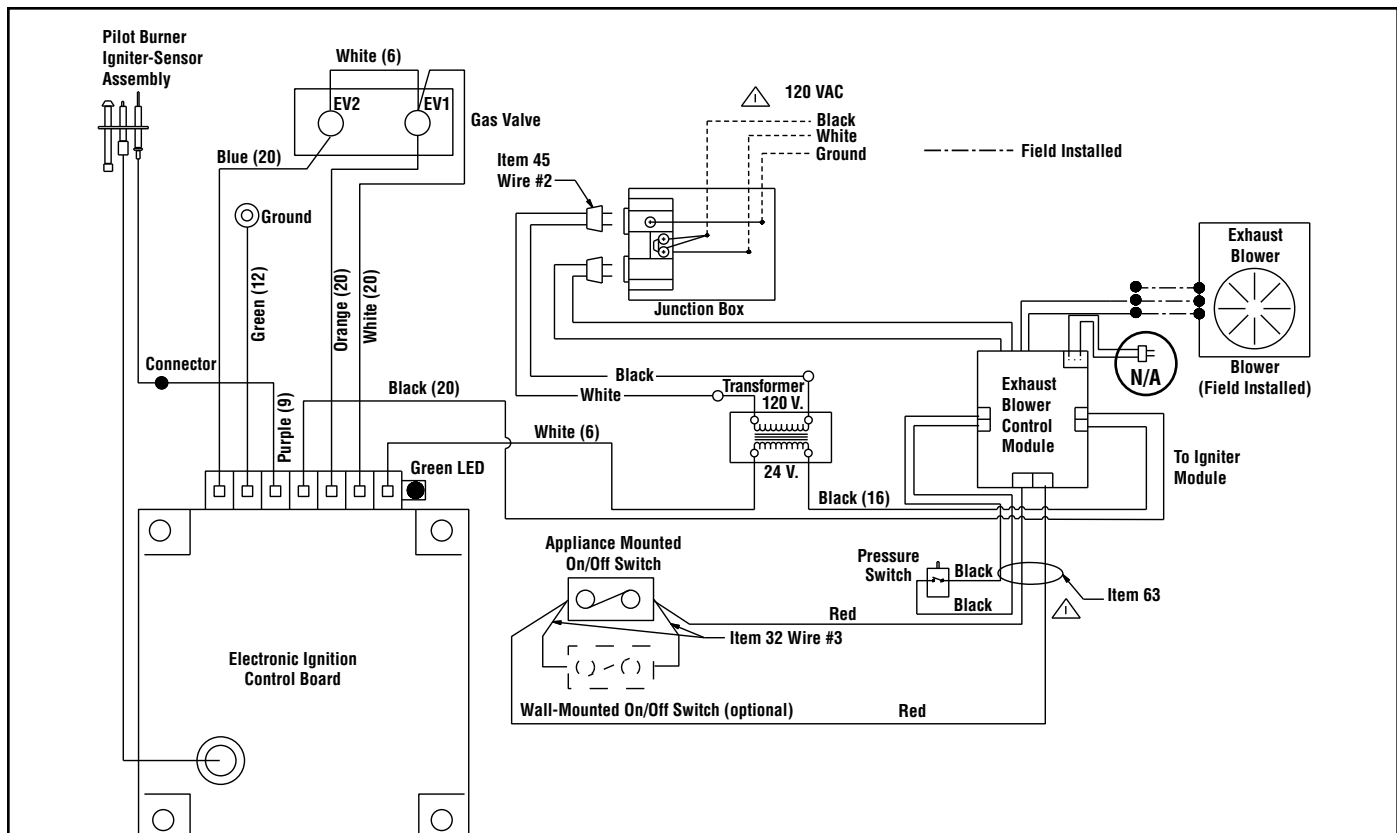 Pilot Burner
Igniter-Sensor
Assembly
White (6)
EV2
EV1
Gas Valve
Blue (20)
Ground
Green (12)
Orange (20)
White (20)
Connector
Purple (9)
Black (20)
White (6)
Green LED
120 VAC
Black
White
Ground
Field Installed
Item 45
Wire #2
Junction Box
Exhaust
Blower
Blower
(Field Installed)
N/A
Black
White
Transformer
120 V.
24 V.
Black (16)
Exhaust
Blower
Control
Module
To Igniter
Module
Appliance Mounted
On/Off Switch
Pressure
Switch
Black
Black
Item 63
Red
Item 32 Wire #3
Electronic Ignition
Control Board
Wall-Mounted On/Off Switch (optional)
Red